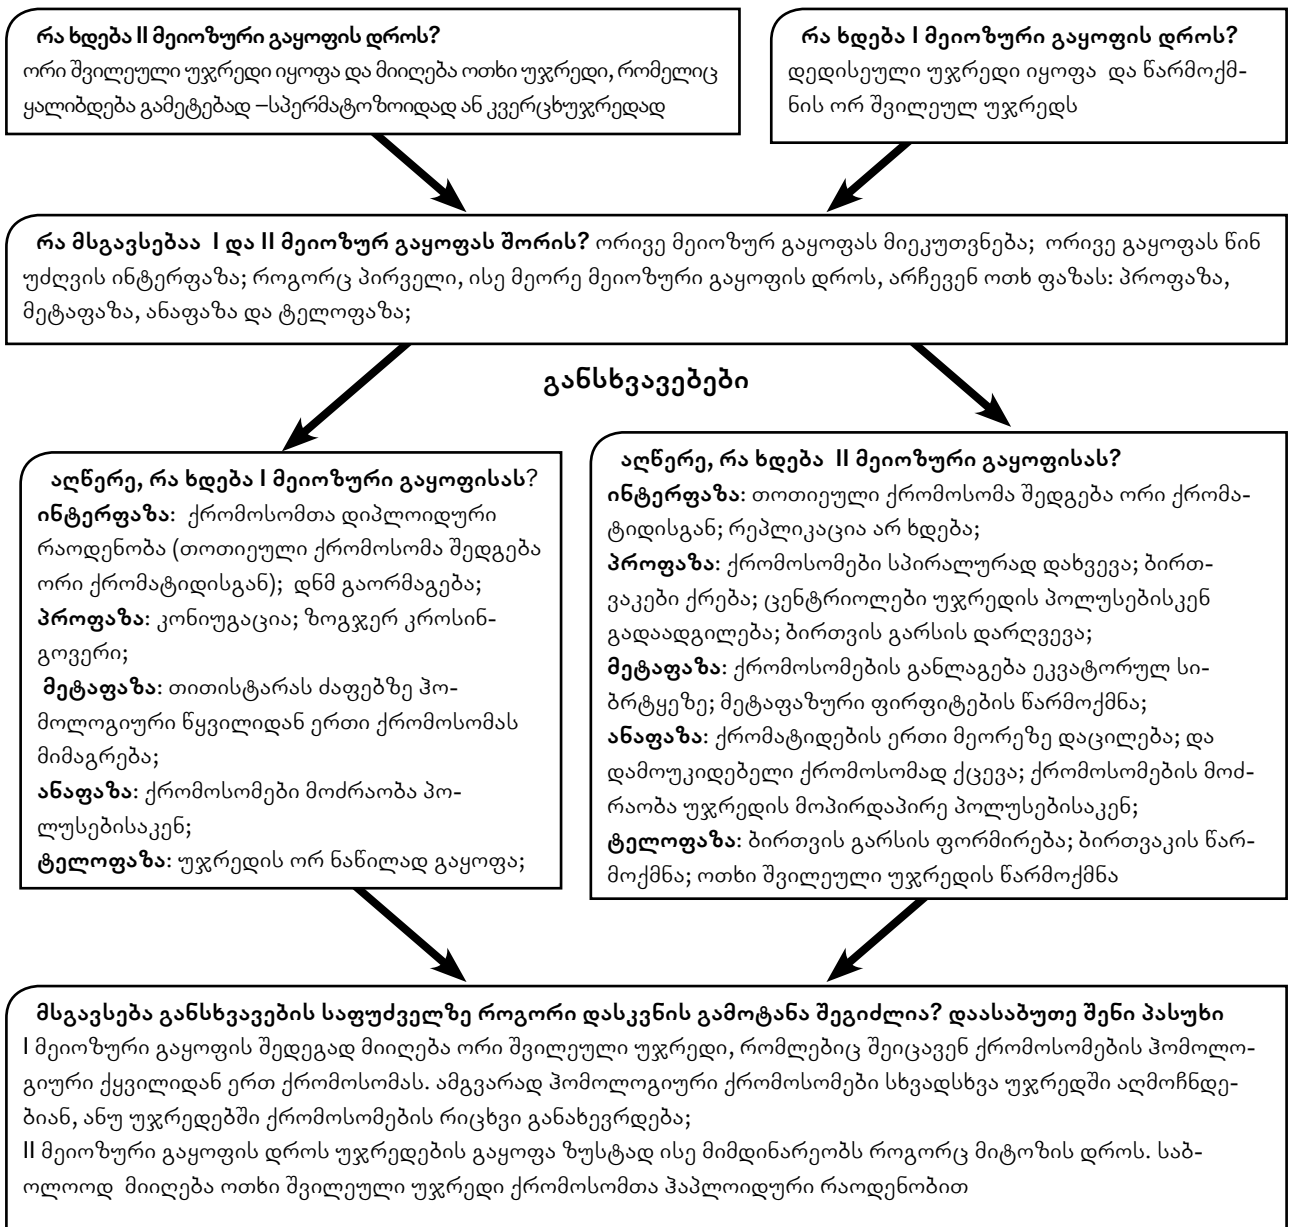 რა ხდება II მეიოზური გაყოფის დროს?
ორი შვილეული უჯრედი იყოფა და მიიღება ოთხი უჯრედი, რომელიც
ყალიბდება გამეტებად –სპერმატოზოიდად ან კვერცხუჯრედად
რა ხდება I მეიოზური გაყოფის დროს?
დედისეული უჯრედი იყოფა და წარმოქმ-
ნის ორ შვილეულ უჯრედს
რა მსგავსებაა I და II მეიოზურ გაყოფას შორის? ორივე მეიოზურ გაყოფას მიეკუთვნება; ორივე გაყოფას წინ
უძღვის ინტერფაზა; როგორც პირველი, ისე მეორე მეიოზური გაყოფის დროს, არჩევენ ოთხ ფაზას: პროფაზა,
მეტაფაზა, ანაფაზა და ტელოფაზა;
განსხვავებები
აღწერე, რა ხდება I მეიოზური გაყოფისას?
ინტერფაზა: ქრომოსომთა დიპლოიდური
რაოდენობა (თოთიეული ქრომოსომა შედგება
ორი ქრომატიდისგან); დნმ გაორმაგება;
პროფაზა: კონიუგაცია; ზოგჯერ კროსინ-
გოვერი;
მეტაფაზა: თითისტარას ძაფებზე ჰო-
მოლოგიური წყვილიდან ერთი ქრომოსომას
მიმაგრება;
ანაფაზა: ქრომოსომები მოძრაობა პო-
ლუსებისაკენ;
ტელოფაზა: უჯრედის ორ ნაწილად გაყოფა;
აღწერე, რა ხდება II მეიოზური გაყოფისას?
ინტერფაზა: თოთიეული ქრომოსომა შედგება ორი ქრომა-
ტიდისგან; რეპლიკაცია არ ხდება;
პროფაზა: ქრომოსომები სპირალურად დახვევა; ბირთ-
ვაკები ქრება; ცენტრიოლები უჯრედის პოლუსებისკენ
გადაადგილება; ბირთვის გარსის დარღვევა;
მეტაფაზა: ქრომოსომების განლაგება ეკვატორულ სი-
ბრტყეზე; მეტაფაზური ფირფიტების წარმოქმნა;
ანაფაზა: ქრომატიდების ერთი მეორეზე დაცილება; და
დამოუკიდებელი ქრომოსომად ქცევა; ქრომოსომების მოძ-
რაობა უჯრედის მოპირდაპირე პოლუსებისაკენ;
ტელოფაზა: ბირთვის გარსის ფორმირება; ბირთვაკის წარ-
მოქმნა; ოთხი შვილეული უჯრედის წარმოქმნა
მსგავსება განსხვავების საფუძველზე როგორი დასკვნის გამოტანა შეგიძლია? დაასაბუთე შენი პასუხი
I მეიოზური გაყოფის შედეგად მიიღება ორი შვილეული უჯრედი, რომლებიც შეიცავენ ქრომოსომების ჰომოლო-
გიური ქყვილიდან ერთ ქრომოსომას. ამგვარად ჰომოლოგიური ქრომოსომები სხვადსხვა უჯრედში აღმოჩნდე-
ბიან, ანუ უჯრედებში ქრომოსომების რიცხვი განახევრდება;
II მეიოზური გაყოფის დროს უჯრედების გაყოფა ზუსტად ისე მიმდინარეობს როგორც მიტოზის დროს. საბ-
ოლოოდ მიიღება ოთხი შვილეული უჯრედი ქრომოსომთა ჰაპლოიდური რაოდენობით